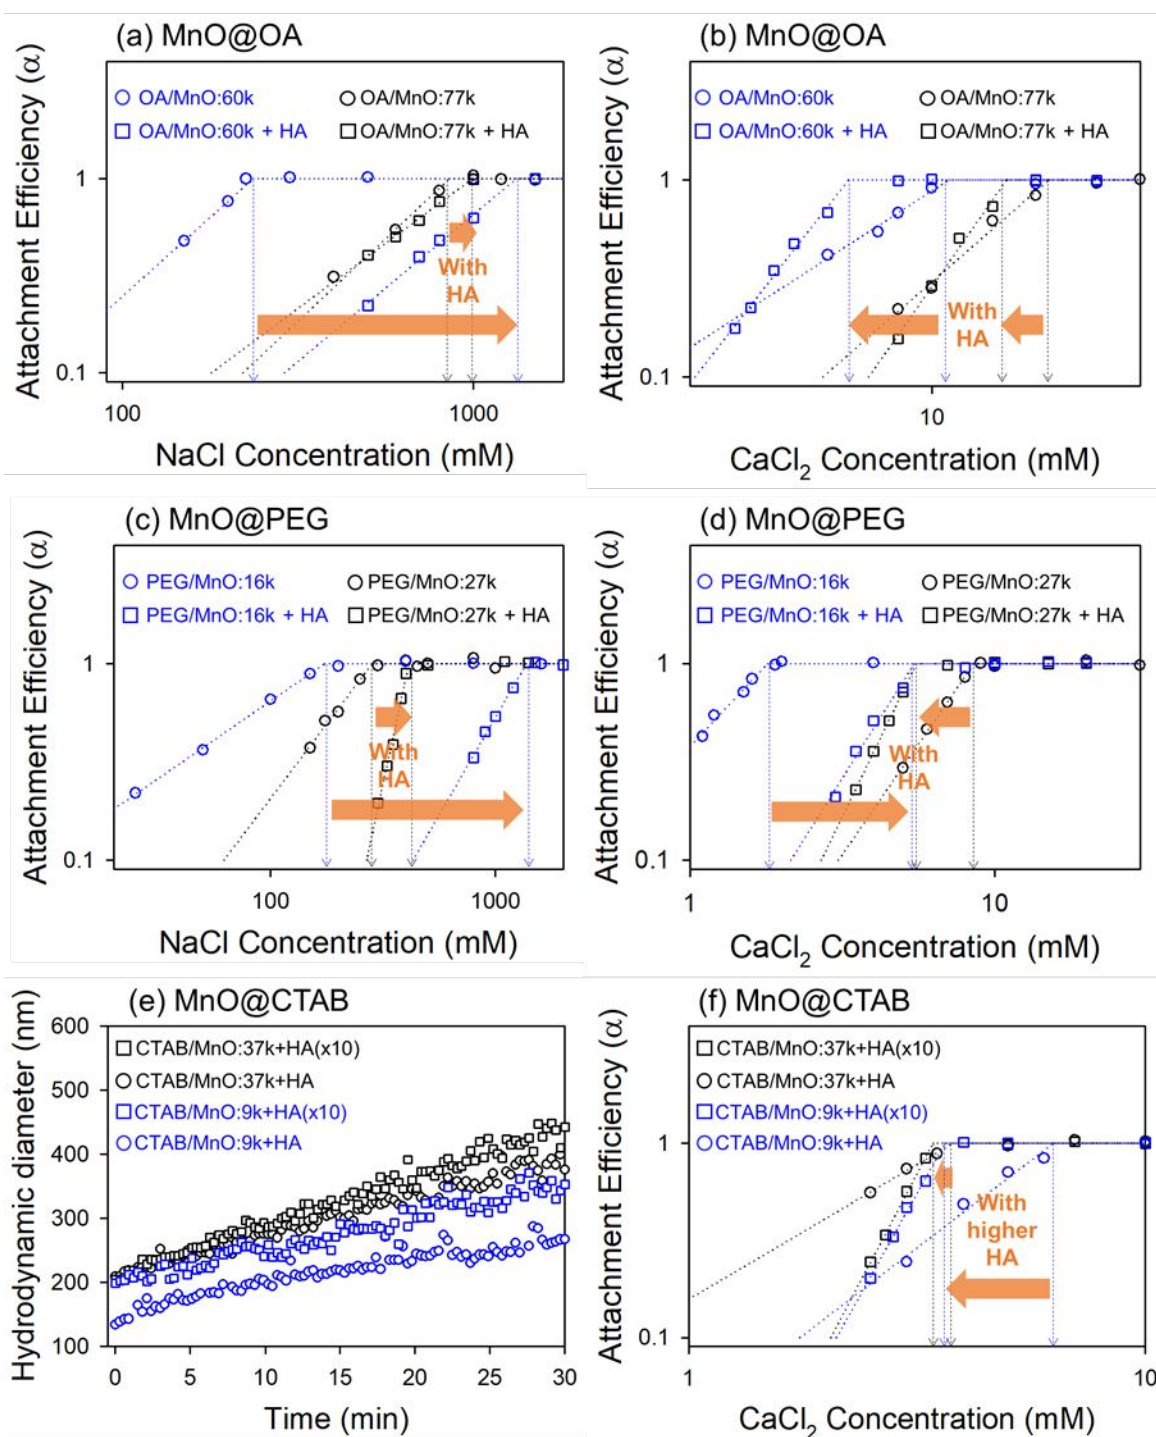 (a) MnO@OA
Attachment Efficiency (α)
OA/MnO:60k
OA/MnO:77k
OA/MnO:60k + HA
OA/MnO:77k + HA
1
0.1
With
HA
100
1000
NaCl Concentration (mM)
(b) MnO@OA
Attachment Efficiency (α)
OA/MnO:60k
OA/MnO:77k
OA/MnO:60k + HA
OA/MnO:77k + HA
1
0.1
With
HA
10
CaCl₂ Concentration (mM)
(c) MnO@PEG
Attachment Efficiency (α)
PEG/MnO:16k
PEG/MnO:27k
PEG/MnO:16k + HA
PEG/MnO:27k + HA
1
0.1
With
HA
100
1000
NaCl Concentration (mM)
(d) MnO@PEG
Attachment Efficiency (α)
PEG/MnO:16k
PEG/MnO:27k
PEG/MnO:16k + HA
PEG/MnO:27k + HA
1
0.1
With
HA
1
10
CaCl₂ Concentration (mM)
(e) MnO@CTAB
Hydrodynamic diameter (nm)
600
500
400
300
200
100
CTAB/MnO:37k+HA(x10)
CTAB/MnO:37k+HA
CTAB/MnO:9k+HA(x10)
CTAB/MnO:9k+HA
0
5
10
15
20
25
30
Time (min)
(f) MnO@CTAB
Attachment Efficiency (α)
CTAB/MnO:37k+HA(x10)
CTAB/MnO:37k+HA
CTAB/MnO:9k+HA(x10)
CTAB/MnO:9k+HA
1
0.1
With
higher
HA
1
10
CaCl₂ Concentration (mM)